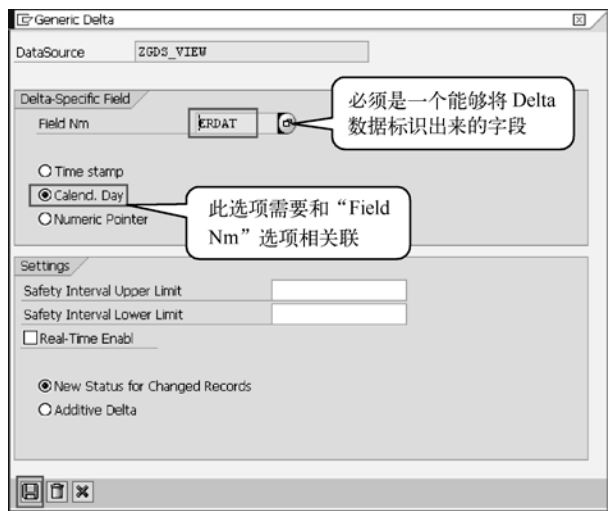 Generic Delta
DataSource ZGDS_VIEW
Delta-Specific Field
Field Nm ERDAT
必须是一个能够将 Delta
数据标识出来的字段
Time stamp
Calend. Day
Numeric Pointer
此选项需要和“Field
Nm”选项相关联
Settings
Safety Interval Upper Limit
Safety Interval Lower Limit
Real-Time Enabl
New Status for Changed Records
Additive Delta